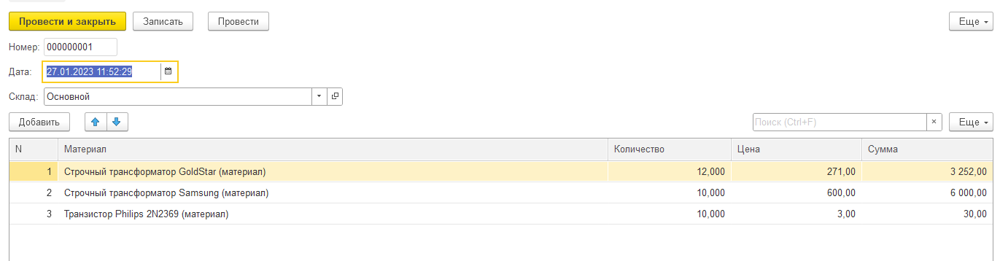 Провести и закрыть Записать Провести Еще
Номер: 000000001
Дата: 27.01.2023 11:52:29
Склад: Основной
Добавить Поиск (Ctrl+F) × Еще
N Материал Количество Цена Сумма
1 Строчный трансформатор GoldStar (материал) 12,000 271,00 3 252,00
2 Строчный трансформатор Samsung (материал) 10,000 600,00 6 000,00
3 Транзистор Philips 2N2369 (материал) 10,000 3,00 30,00